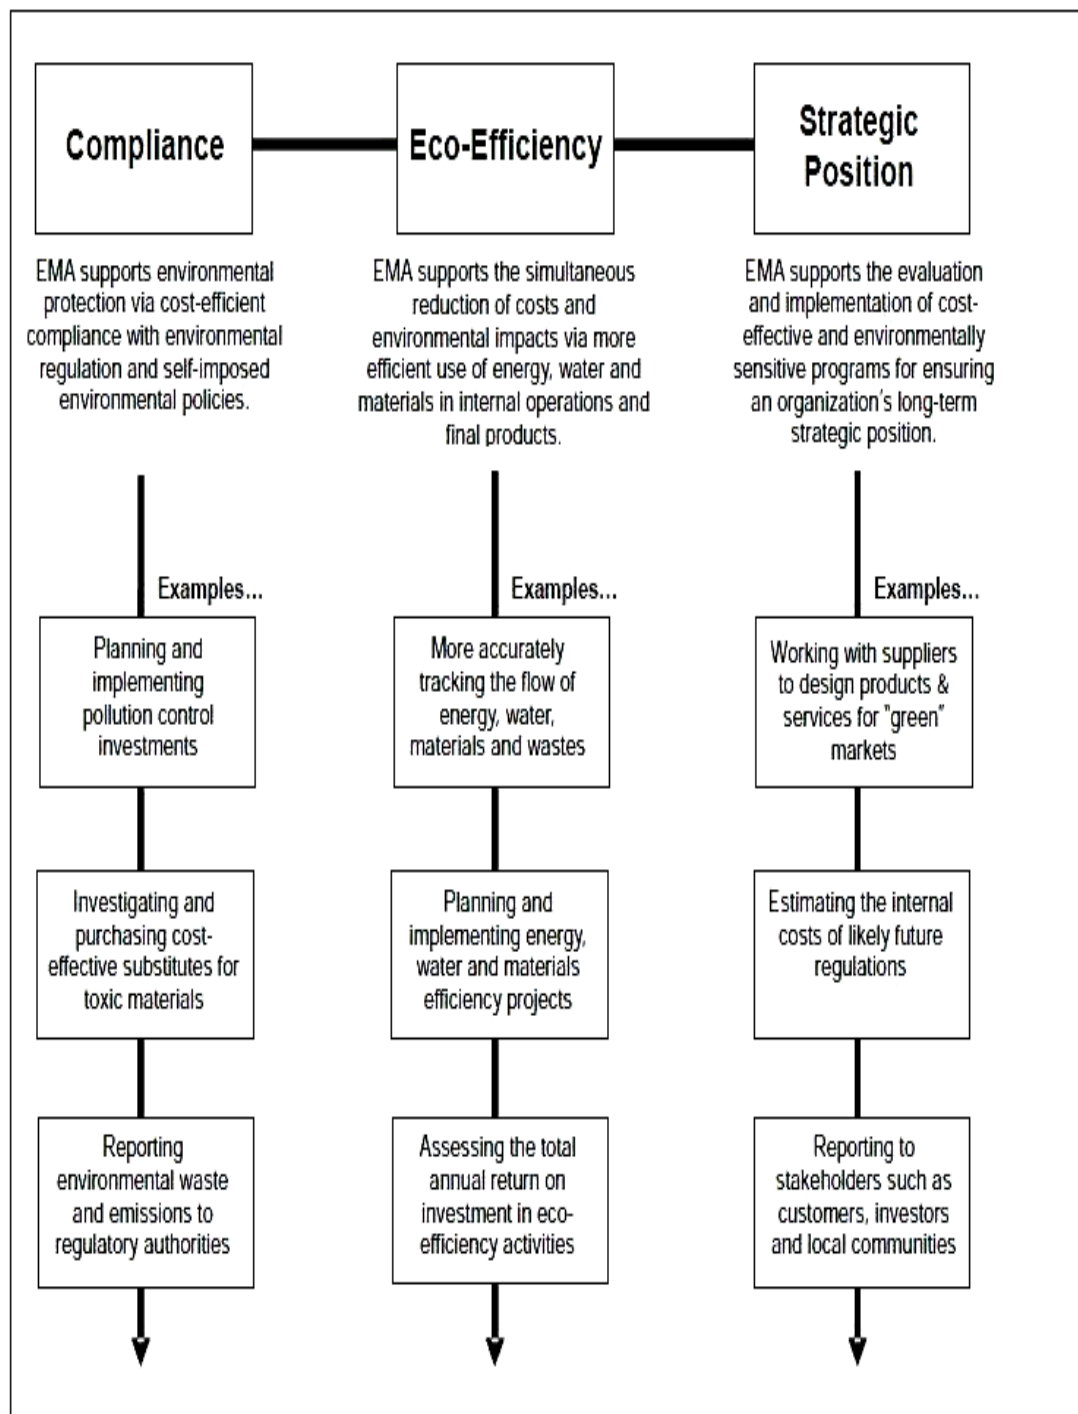 Compliance
EMA supports environmental
protection via cost-efficient
compliance with environmental
regulation and self-imposed
environmental policies.
Examples...
Planning and
implementing
pollution control
investments
Investigating and
purchasing cost-
effective substitutes for
toxic materials
Reporting
environmental waste
and emissions to
regulatory authorities
Eco-Efficiency
EMA supports the simultaneous
reduction of costs and
environmental impacts via more
efficient use of energy, water and
materials in internal operations and
final products.
Examples...
More accurately
tracking the flow of
energy, water,
materials and wastes
Planning and
implementing energy,
water and materials
efficiency projects
Assessing the total
annual return on
investment in eco-
efficiency activities
Strategic
Position
EMA supports the evaluation
and implementation of cost-
effective and environmentally
sensitive programs for ensuring
an organization's long-term
strategic position.
Examples...
Working with suppliers
to design products &
services for "green"
markets
Estimating the internal
costs of likely future
regulations
Reporting to
stakeholders such as
customers, investors
and local communities